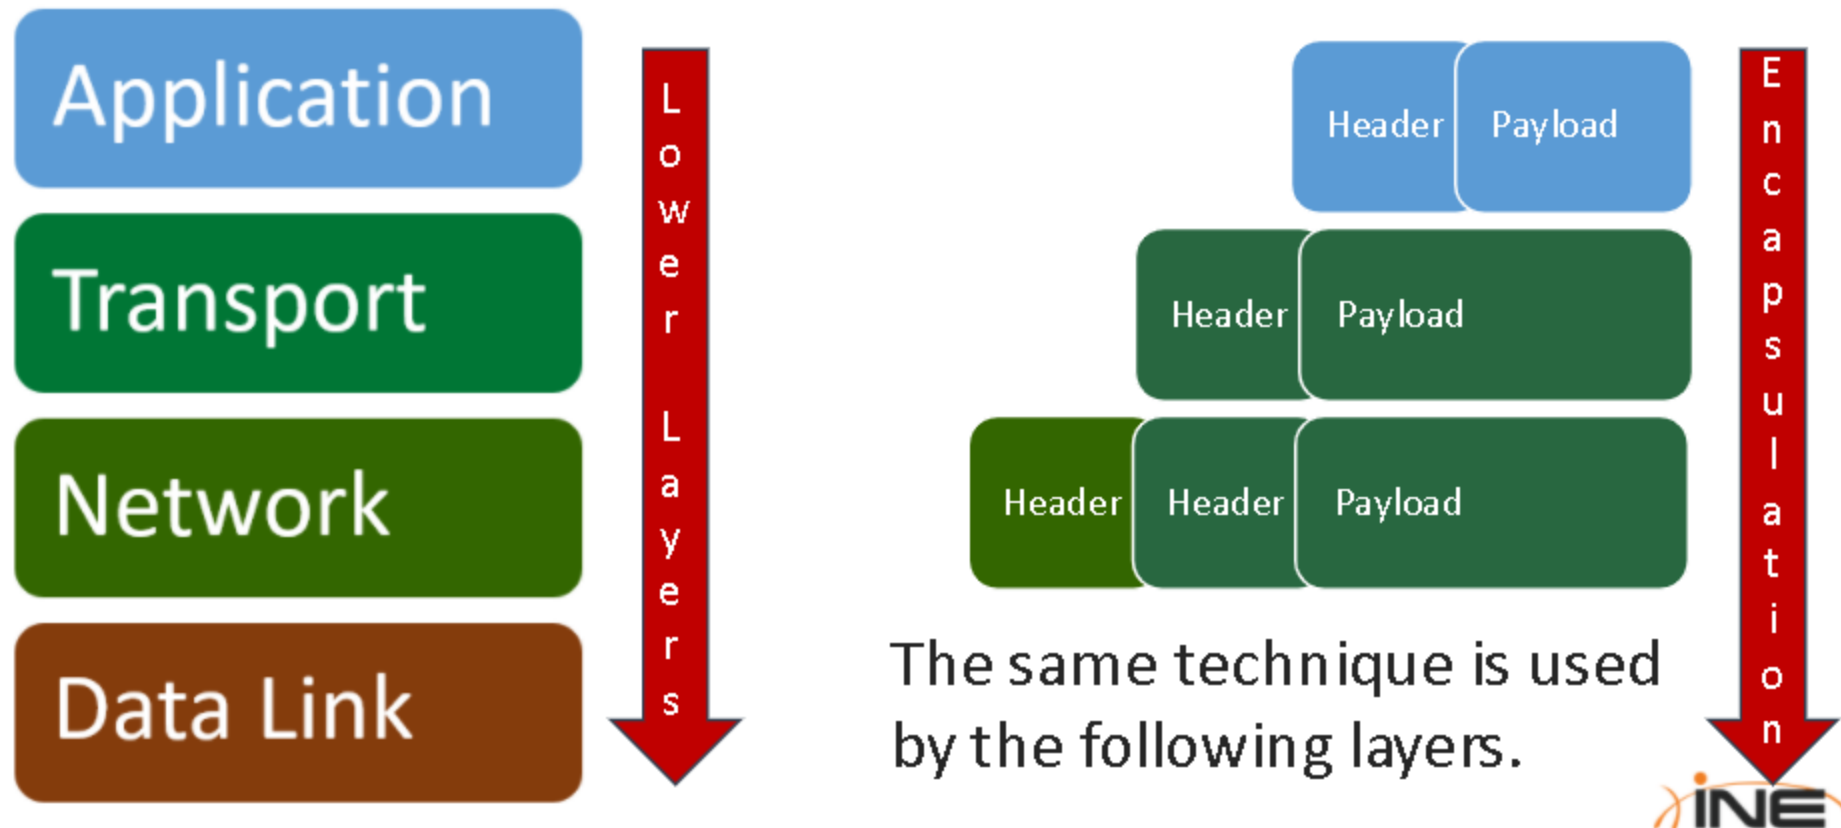 Application
Transport
Network
Data Link
Lower Layers
Header Payload
Header Payload
Header Header Payload
The same technique is used
by the following layers.
Encapsulation
iNE